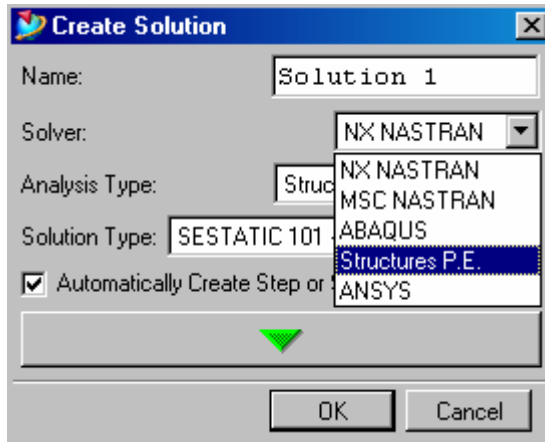 Create Solution
Name: Solution 1
Solver: NX NASTRAN
NX NASTRAN
MSC NASTRAN
ABAQUS
Structures P.E.
ANSYS
Analysis Type: Struc
Solution Type: SESTATIC 101
Automatically Create Step or
OK Cancel